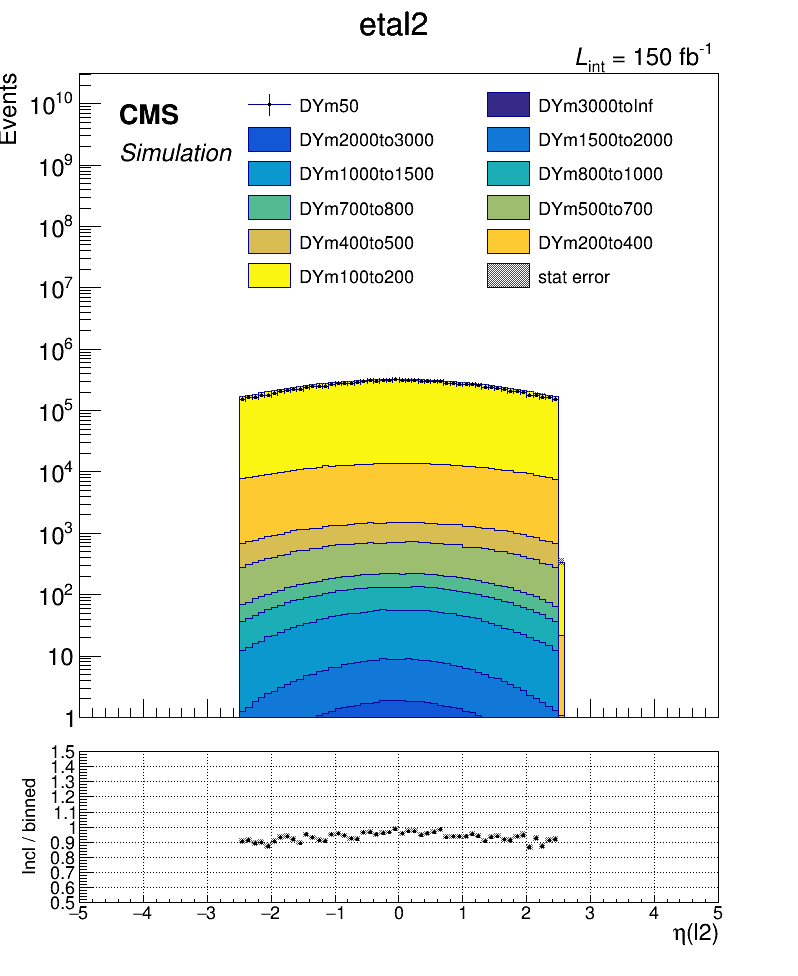 etal2
L_int = 150 fb^-1
Events
CMS
Simulation
DYm50
DYm3000toInf
DYm2000to3000
DYm1500to2000
DYm1000to1500
DYm800to1000
DYm700to800
DYm500to700
DYm400to500
DYm200to400
DYm100to200
stat error
10^10
10^9
10^8
10^7
10^6
10^5
10^4
10^3
10^2
10
1
Incl / binned
1.5
1.4
1.3
1.2
1.1
1
0.9
0.8
0.7
0.6
0.5
−5 −4 −3 −2 −1 0 1 2 3 4 5
η(l2)